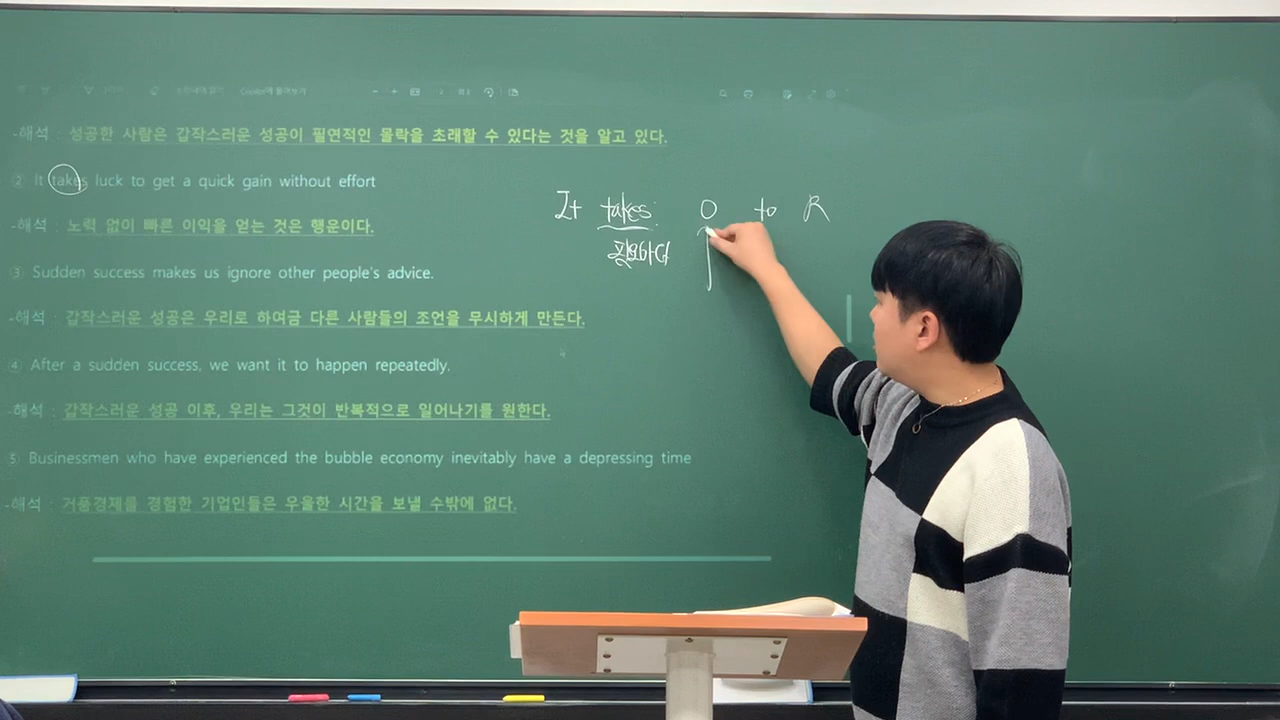 -해석 : 성공한 사람은 갑작스러운 성공이 필연적인 몰락을 초래할 수 있다는 것을 알고 있다.
② It takes luck to get a quick gain without effort
-해석 : 노력 없이 빠른 이익을 얻는 것은 행운이다.
It takes O to R
필요하다
③ Sudden success makes us ignore other people's advice.
-해석 : 갑작스러운 성공은 우리로 하여금 다른 사람들의 조언을 무시하게 만든다.
④ After a sudden success, we want it to happen repeatedly.
-해석 : 갑작스러운 성공 이후, 우리는 그것이 반복적으로 일어나기를 원한다.
⑤ Businessmen who have experienced the bubble economy inevitably have a depressing time
-해석 : 거품경제를 경험한 기업인들은 우울한 시간을 보낼 수밖에 없다.